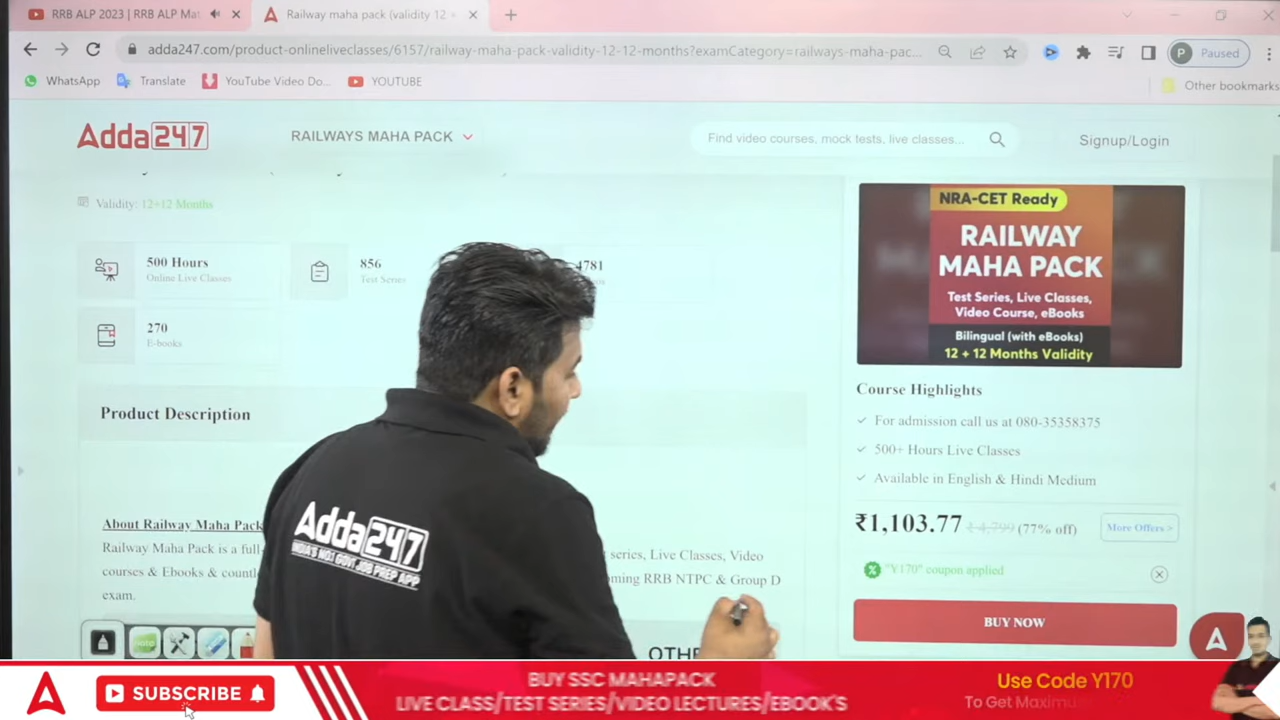 RRB ALP 2023 | RRB ALP Mat
Railway maha pack (validity 12 +
adda247.com/product-onlineliveclasses/6157/railway-maha-pack-validity-12-12-months?examCategory=railways-maha-pac...
P Paused
WhatsApp Translate YouTube Video Do... YOUTUBE Other bookmarks
Adda247 RAILWAYS MAHA PACK Find video courses, mock tests, live classes... Signup/Login
Validity: 12+12 Months
500 Hours
Online Live Classes
856
Test Series
4781
270
E-books
Product Description
About Railway Maha Pack
Railway Maha Pack is a full- series, Live Classes, Video
courses & Ebooks & countl oming RRB NTPC & Group D
exam.
OTHE
NRA-CET Ready
RAILWAY
MAHA PACK
Test Series, Live Classes,
Video Course, eBooks
Bilingual (with eBooks)
12 + 12 Months Validity
Course Highlights
For admission call us at 080-35358375
500+ Hours Live Classes
Available in English & Hindi Medium
₹1,103.77 ₹ 4,799 (77% off) More Offers >
"Y170" coupon applied
BUY NOW
Adda247
INDIA'S NO.1 GOVT JOB PREP APP
SUBSCRIBE
BUY SSC MAHAPACK
LIVE CLASS/TEST SERIES/VIDEO LECTURES/EBOOK'S
Use Code Y170
To Get Maximu